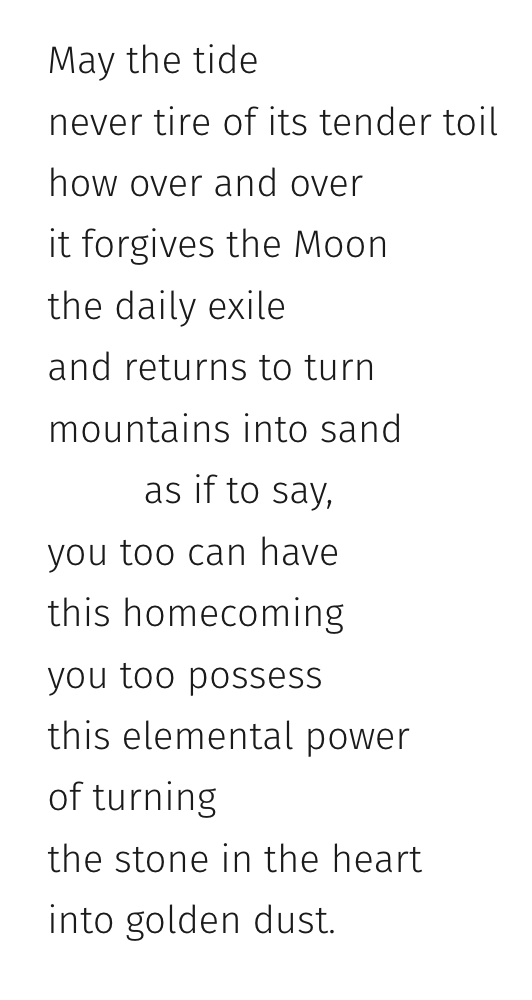 May the tide
never tire of its tender toil
how over and over
it forgives the Moon
the daily exile
and returns to turn
mountains into sand
as if to say,
you too can have
this homecoming
you too possess
this elemental power
of turning
the stone in the heart
into golden dust.